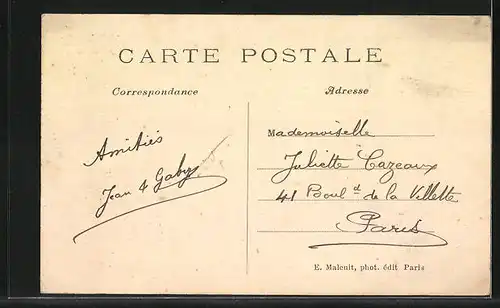 CARTE POSTALE
Correspondance
Adresse
Amitiés
Jean & Gaby
Mademoiselle
Juliette Cazeaux
41 Boul.d de la Villette
Paris
E. Malcuit, phot. édit Paris